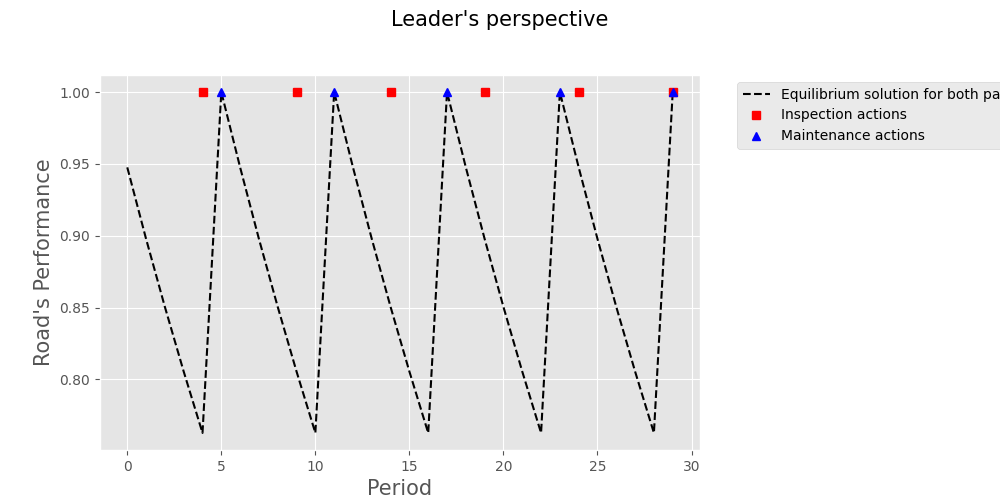 Leader's perspective
Equilibrium solution for both
Inspection actions
Maintenance actions
Road's Performance
1.00
0.95
0.90
0.85
0.80
0 5 10 15 20 25 30
Period